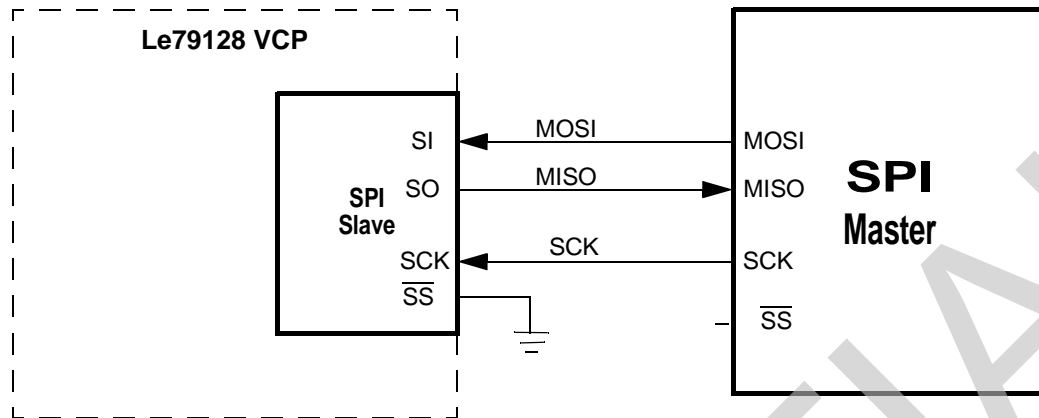 Le79128 VCP
SI
SO
SPI
Slave
SCK
SS
MOSI
MISO
SCK
MOSI
MISO
SCK
SS
SPI
Master